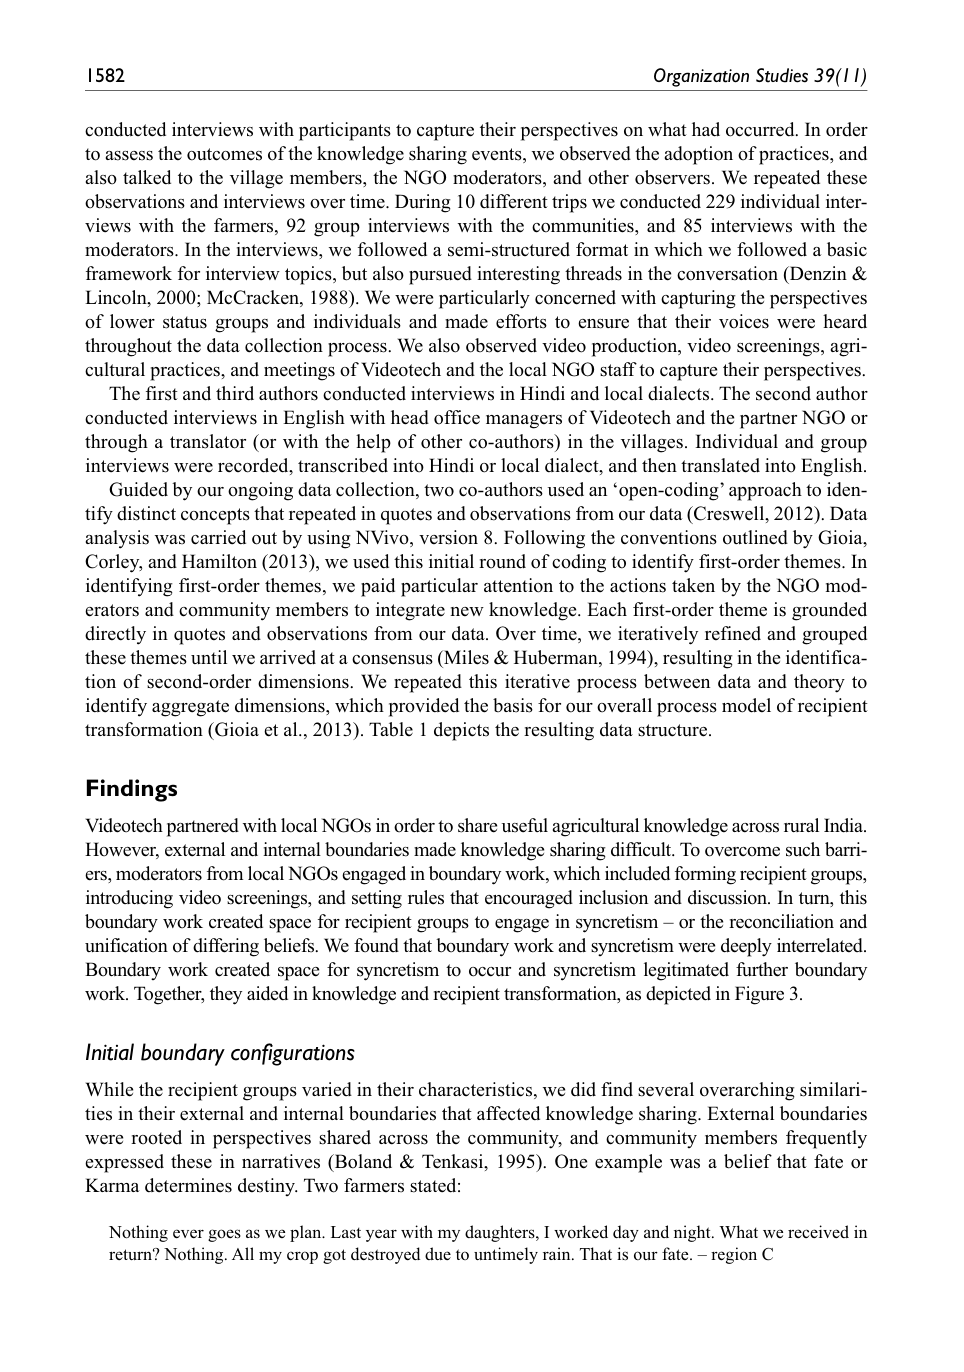 1582
Organization Studies 39(11)
conducted interviews with participants to capture their perspectives on what had occurred. In order
to assess the outcomes of the knowledge sharing events, we observed the adoption of practices, and
also talked to the village members, the NGO moderators, and other observers. We repeated these
observations and interviews over time. During 10 different trips we conducted 229 individual inter-
views with the farmers, 92 group interviews with the communities, and 85 interviews with the
moderators. In the interviews, we followed a semi-structured format in which we followed a basic
framework for interview topics, but also pursued interesting threads in the conversation (Denzin &
Lincoln, 2000; McCracken, 1988). We were particularly concerned with capturing the perspectives
of lower status groups and individuals and made efforts to ensure that their voices were heard
throughout the data collection process. We also observed video production, video screenings, agri-
cultural practices, and meetings of Videotech and the local NGO staff to capture their perspectives.
The first and third authors conducted interviews in Hindi and local dialects. The second author
conducted interviews in English with head office managers of Videotech and the partner NGO or
through a translator (or with the help of other co-authors) in the villages. Individual and group
interviews were recorded, transcribed into Hindi or local dialect, and then translated into English.
Guided by our ongoing data collection, two co-authors used an ‘open-coding’ approach to iden-
tify distinct concepts that repeated in quotes and observations from our data (Creswell, 2012). Data
analysis was carried out by using NVivo, version 8. Following the conventions outlined by Gioia,
Corley, and Hamilton (2013), we used this initial round of coding to identify first-order themes. In
identifying first-order themes, we paid particular attention to the actions taken by the NGO mod-
erators and community members to integrate new knowledge. Each first-order theme is grounded
directly in quotes and observations from our data. Over time, we iteratively refined and grouped
these themes until we arrived at a consensus (Miles & Huberman, 1994), resulting in the identifica-
tion of second-order dimensions. We repeated this iterative process between data and theory to
identify aggregate dimensions, which provided the basis for our overall process model of recipient
transformation (Gioia et al., 2013). Table 1 depicts the resulting data structure.
Findings
Videotech partnered with local NGOs in order to share useful agricultural knowledge across rural India.
However, external and internal boundaries made knowledge sharing difficult. To overcome such barri-
ers, moderators from local NGOs engaged in boundary work, which included forming recipient groups,
introducing video screenings, and setting rules that encouraged inclusion and discussion. In turn, this
boundary work created space for recipient groups to engage in syncretism – or the reconciliation and
unification of differing beliefs. We found that boundary work and syncretism were deeply interrelated.
Boundary work created space for syncretism to occur and syncretism legitimated further boundary
work. Together, they aided in knowledge and recipient transformation, as depicted in Figure 3.
Initial boundary configurations
While the recipient groups varied in their characteristics, we did find several overarching similari-
ties in their external and internal boundaries that affected knowledge sharing. External boundaries
were rooted in perspectives shared across the community, and community members frequently
expressed these in narratives (Boland & Tenkasi, 1995). One example was a belief that fate or
Karma determines destiny. Two farmers stated:
Nothing ever goes as we plan. Last year with my daughters, I worked day and night. What we received in
return? Nothing. All my crop got destroyed due to untimely rain. That is our fate. – region C